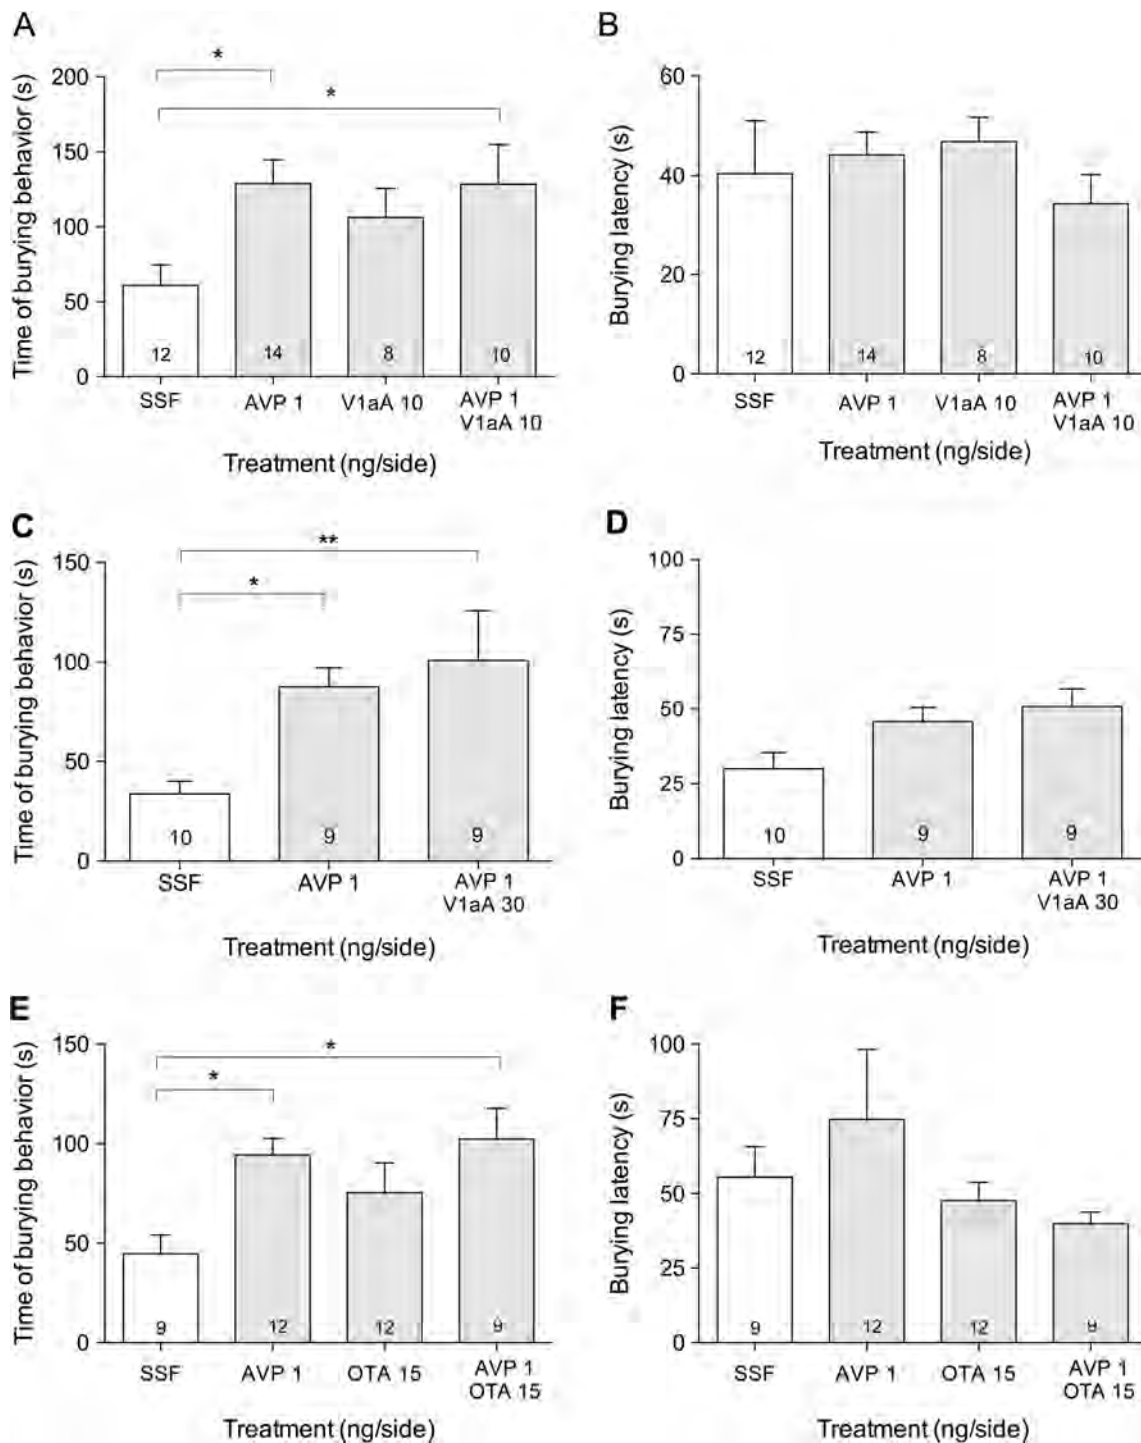 A
Time of burying behavior (s)
200
150
100
50
0
*
*
12
14
8
10
SSF
AVP 1
V1aA 10
AVP 1
V1aA 10
Treatment (ng/side)
B
Burying latency (s)
60
40
20
0
12
14
8
10
SSF
AVP 1
V1aA 10
AVP 1
V1aA 10
Treatment (ng/side)
C
Time of burying behavior (s)
150
100
50
0
**
*
10
9
9
SSF
AVP 1
AVP 1
V1aA 30
Treatment (ng/side)
D
Burying latency (s)
100
75
50
25
0
10
9
9
SSF
AVP 1
AVP 1
V1aA 30
Treatment (ng/side)
E
Time of burying behavior (s)
150
100
50
0
*
*
9
12
12
9
SSF
AVP 1
OTA 15
AVP 1
OTA 15
Treatment (ng/side)
F
Burying latency (s)
100
75
50
25
0
9
12
12
9
SSF
AVP 1
OTA 15
AVP 1
OTA 15
Treatment (ng/side)